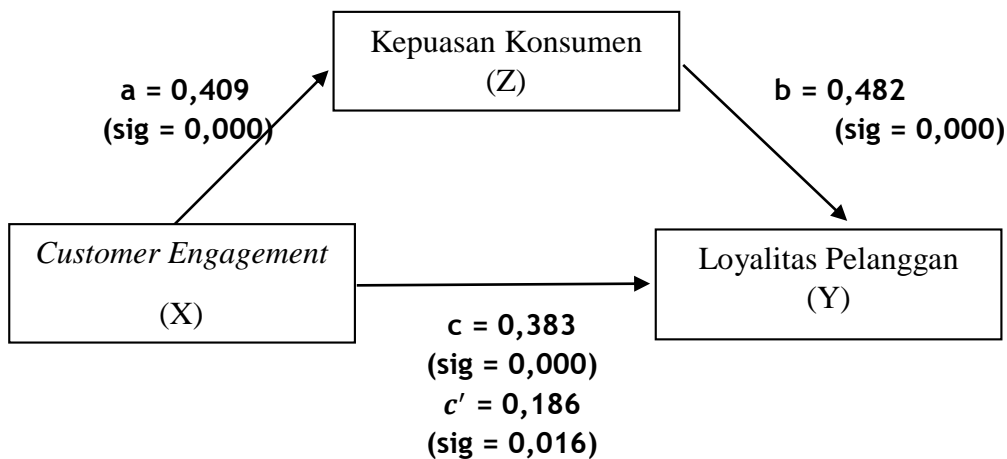 Kepuasan Konsumen
(Z)
a = 0,409
(sig = 0,000)
b = 0,482
(sig = 0,000)
Customer Engagement
(X)
Loyalitas Pelanggan
(Y)
c = 0,383
(sig = 0,000)
c′ = 0,186
(sig = 0,016)